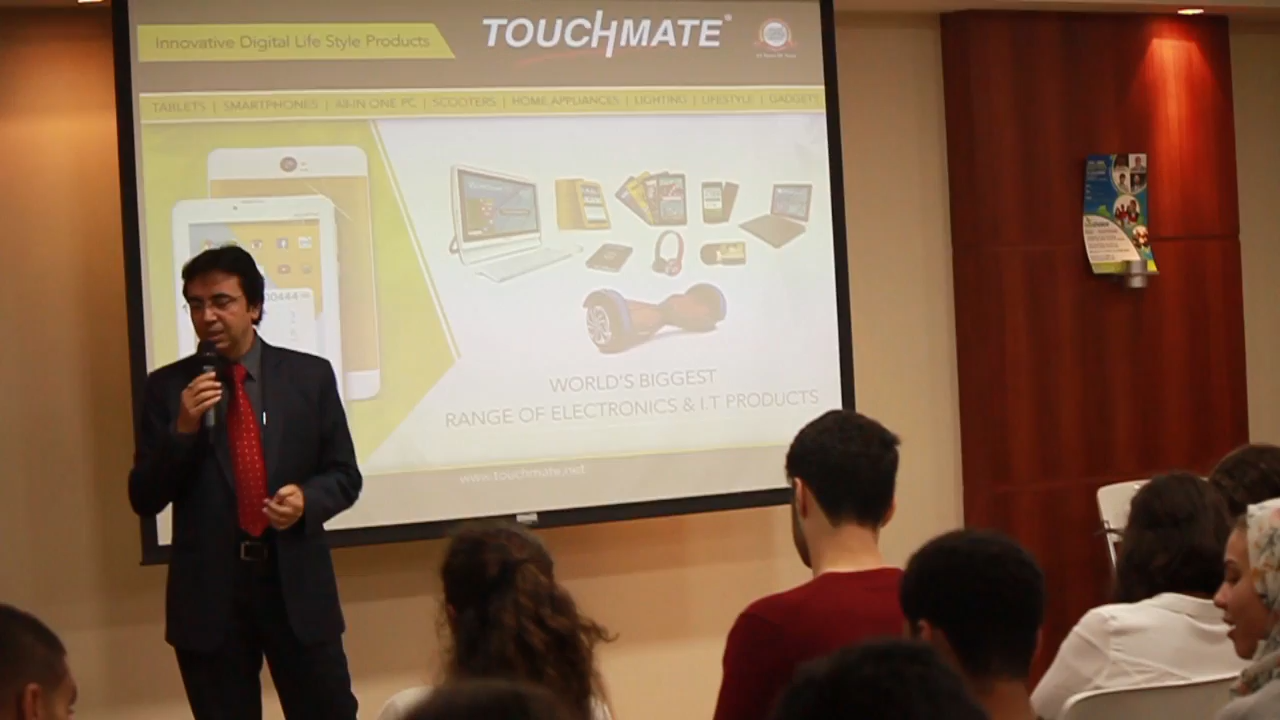 Innovative Digital Life Style Products
TOUCHMATE®
TABLETS | SMARTPHONES | All-IN ONE PC | SCOOTERS | HOME APPLIANCES | LIGHTING | LIFESTYLE | GADGETS
00444
WORLD'S BIGGEST
RANGE OF ELECTRONICS & I.T PRODUCTS
www.touchmate.net